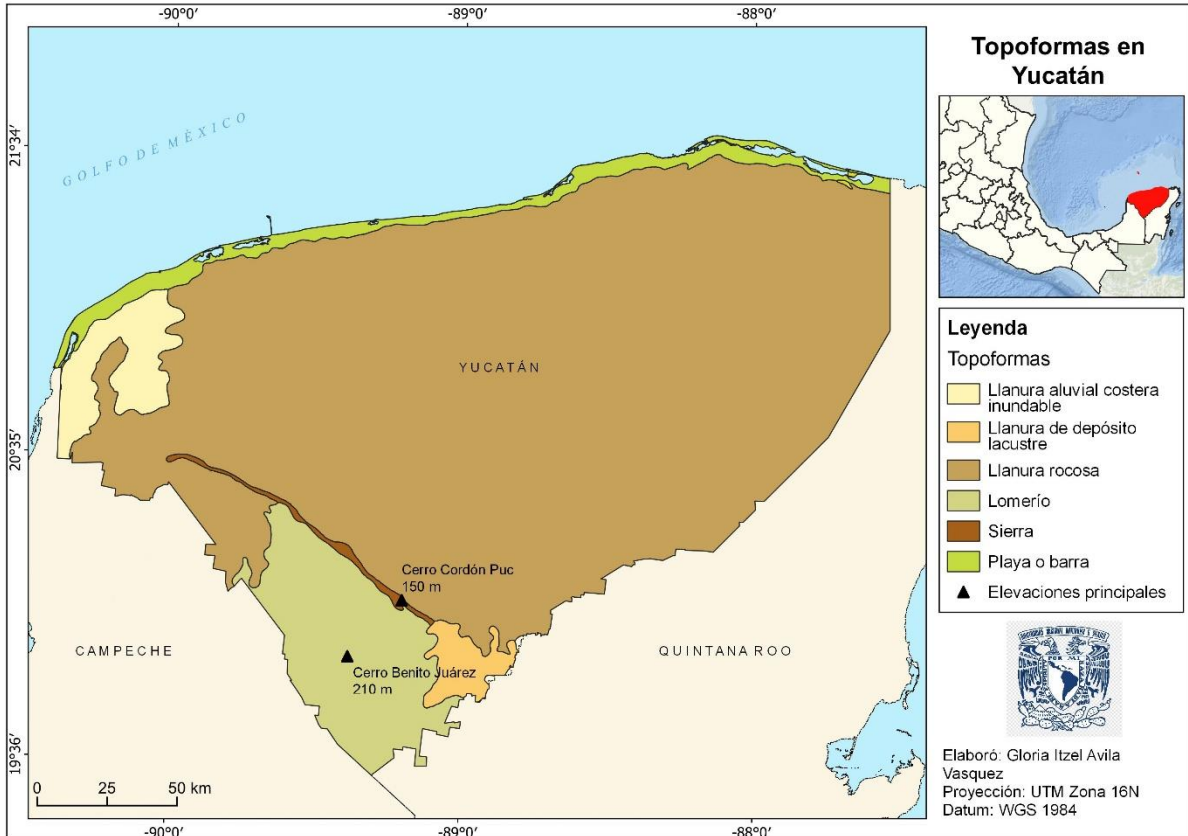 -90°0'
-89°0'
-88°0'
21°34'
20°35'
19°36'
GOLFO DE MÉXICO
YUCATÁN
Cerro Cordón Puc
150 m
CAMPECHE
QUINTANA ROO
Cerro Benito Juárez
210 m
0 25 50 km
-90°0'
-89°0'
-88°0'
Topoformas en
Yucatán
Leyenda
Topoformas
Llanura aluvial costera
inundable
Llanura de depósito
lacustre
Llanura rocosa
Lomerío
Sierra
Playa o barra
Elevaciones principales
Elaboró: Gloria Itzel Avila
Vasquez
Proyección: UTM Zona 16N
Datum: WGS 1984